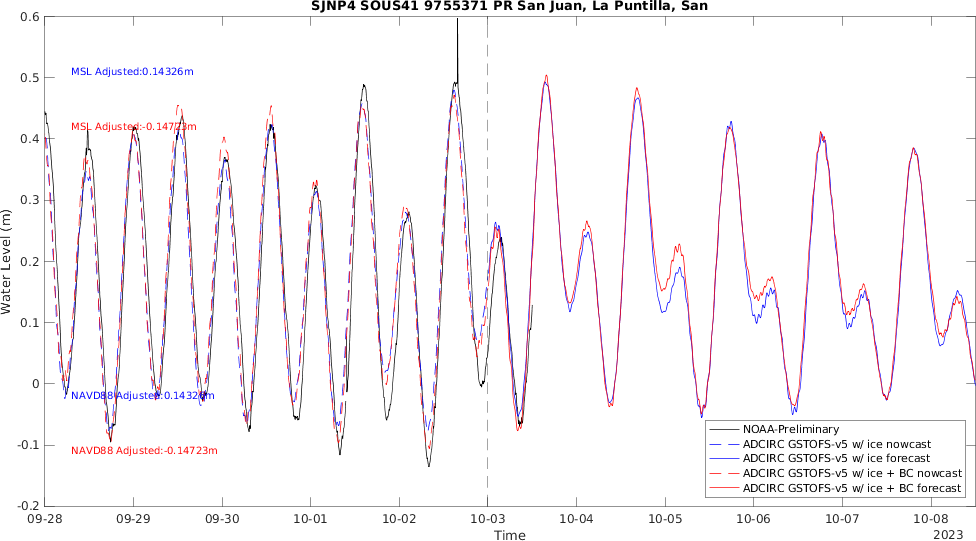 SJNP4 SOUS41 9755371 PR San Juan, La Puntilla, San
0.6
0.5
0.4
0.3
0.2
0.1
0
-0.1
-0.2
Water Level (m)
MSL Adjusted:0.14326m
MSL Adjusted:-0.14723m
NAVD88 Adjusted:0.14326m
NAVD88 Adjusted:-0.14723m
NOAA-Preliminary
ADCIRC GSTOFS-v5 w/ ice nowcast
ADCIRC GSTOFS-v5 w/ ice forecast
ADCIRC GSTOFS-v5 w/ ice + BC nowcast
ADCIRC GSTOFS-v5 w/ ice + BC forecast
09-28 09-29 09-30 10-01 10-02 10-03 10-04 10-05 10-06 10-07 10-08
Time
2023